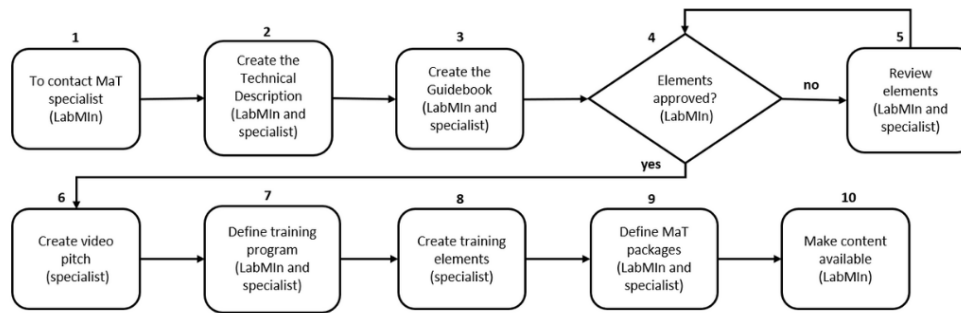 1
To contact MaT
specialist
(LabMIn)
2
Create the
Technical
Description
(LabMIn and
specialist)
3
Create the
Guidebook
(LabMIn and
specialist)
4
Elements
approved?
(LabMIn)
no
yes
5
Review
elements
(LabMIn and
specialist)
6
Create video
pitch
(specialist)
7
Define training
program
(LabMIn and
specialist)
8
Create training
elements
(specialist)
9
Define MaT
packages
(LabMIn and
specialist)
10
Make content
available
(LabMIn)